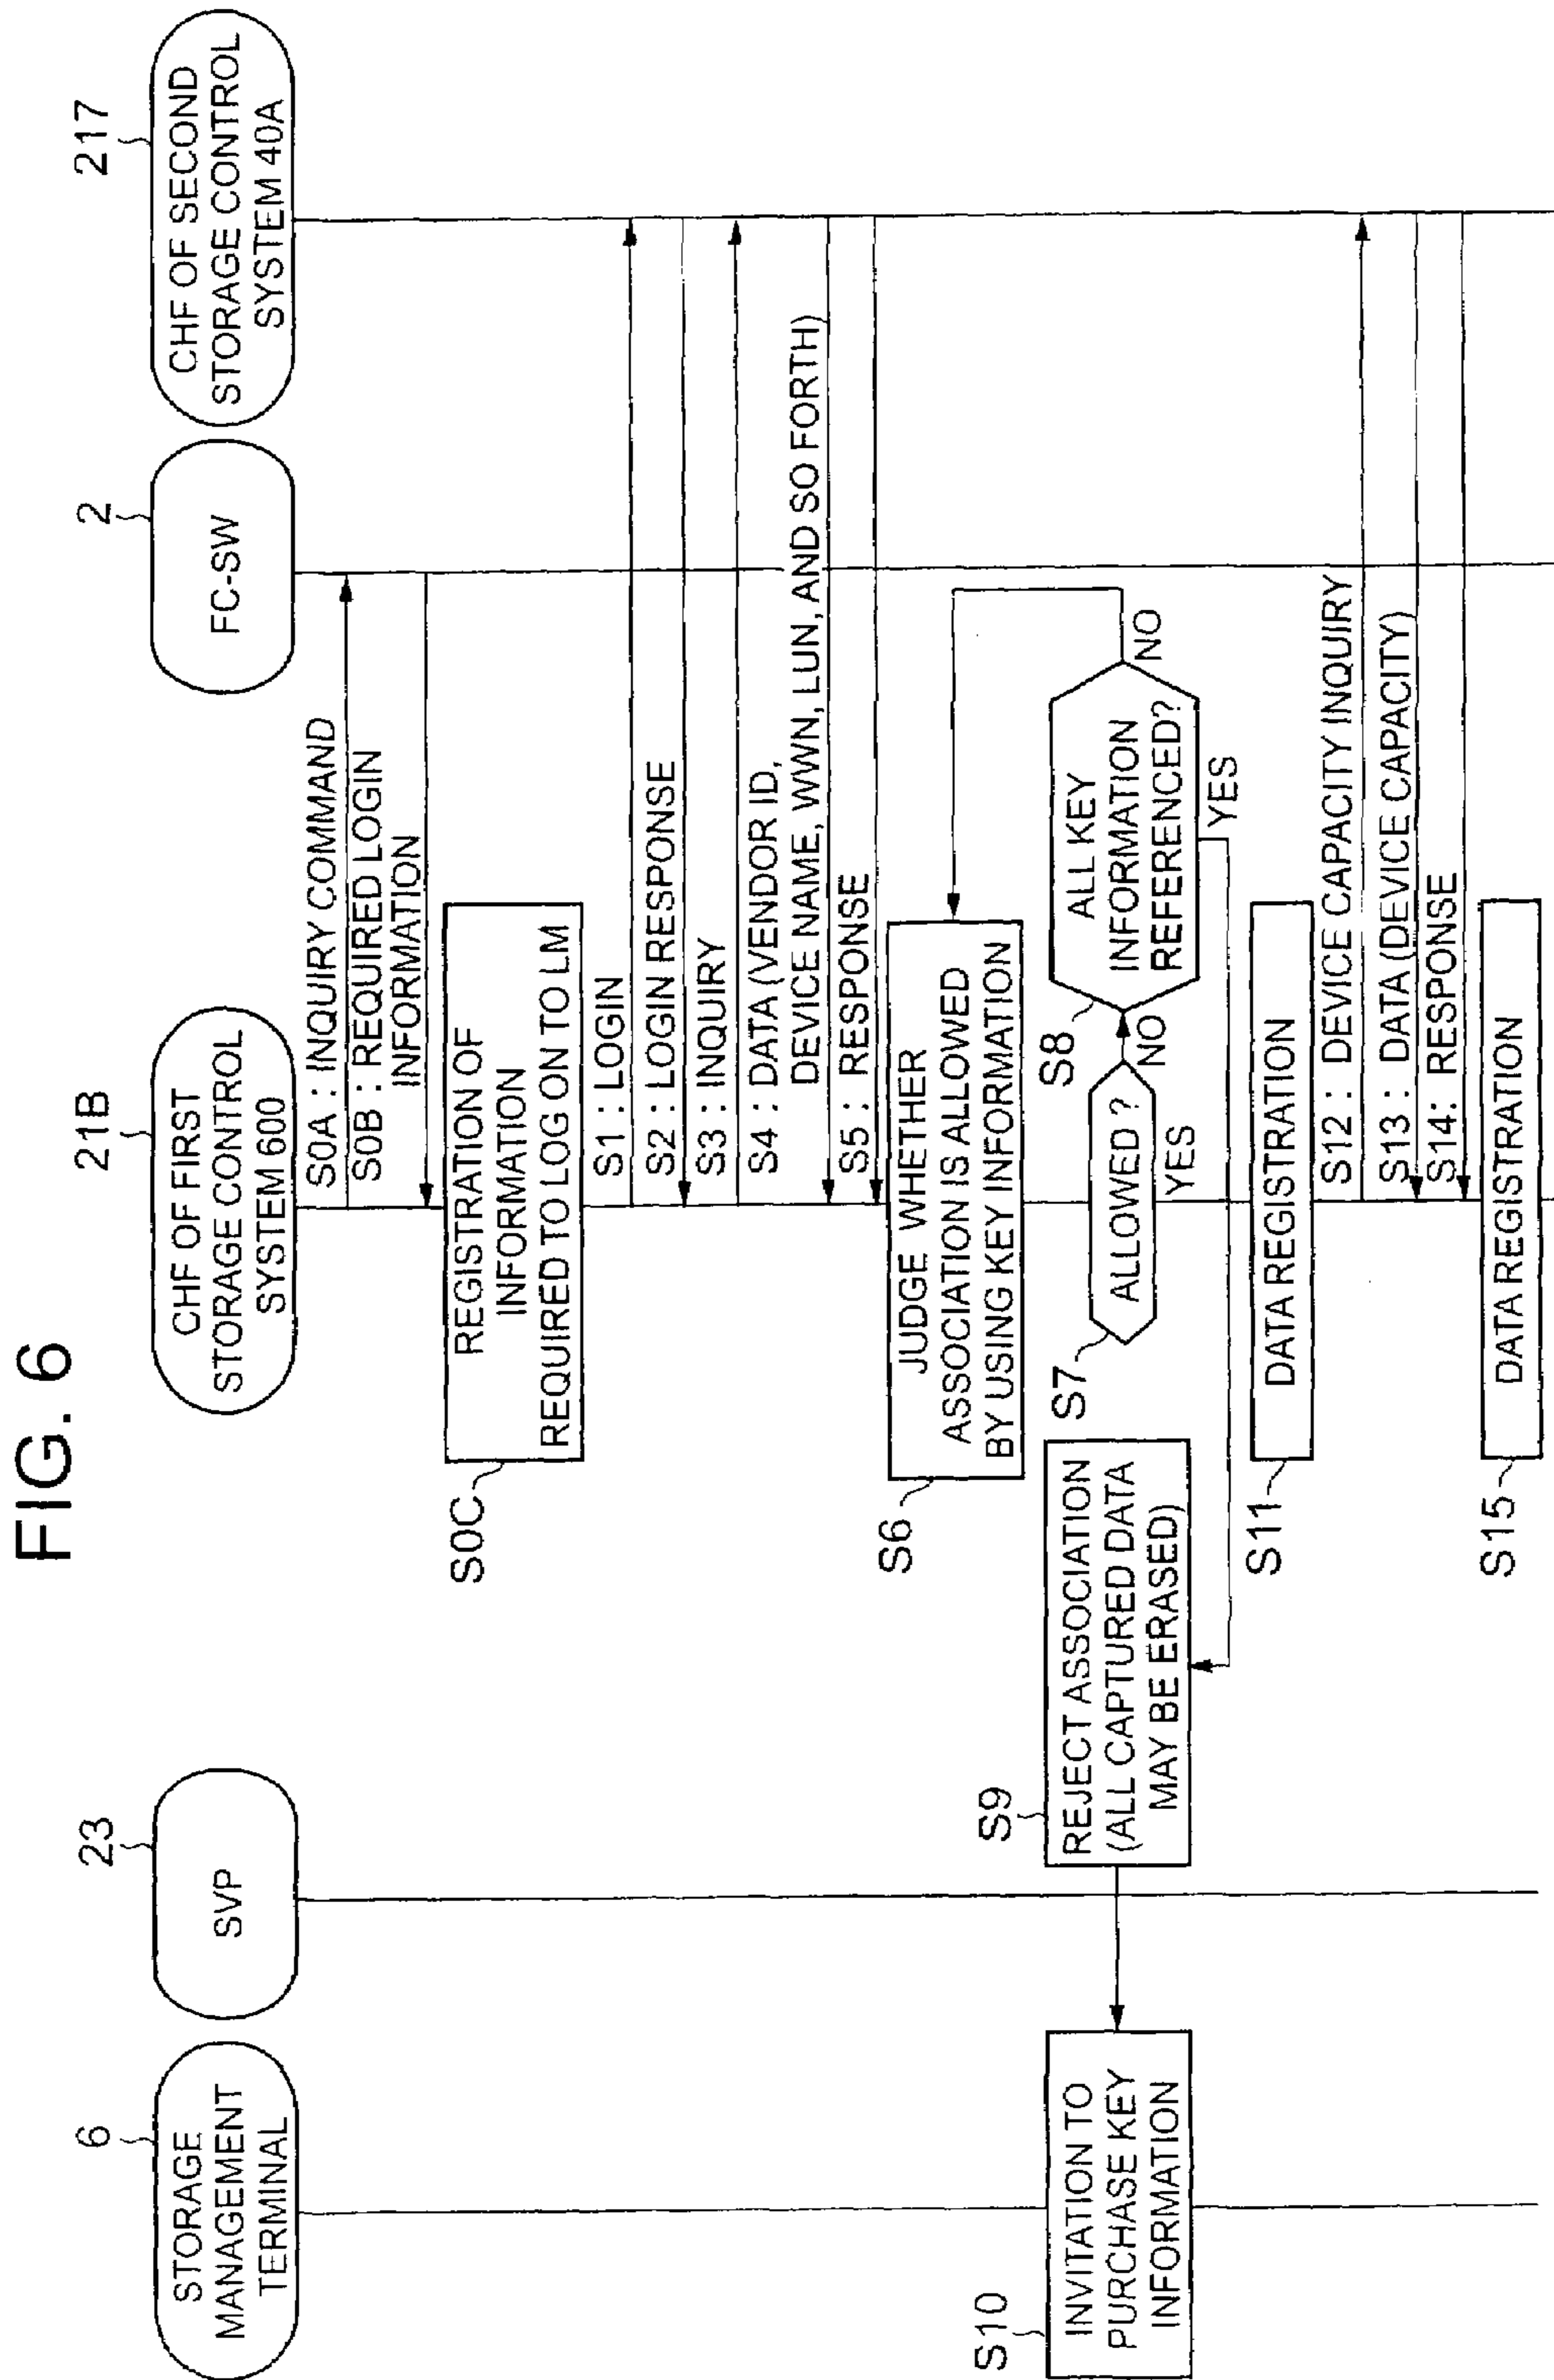 FIG. 6
6
STORAGE
MANAGEMENT
TERMINAL
23
SVP
21B
CHF OF FIRST
STORAGE CONTROL
SYSTEM 600
2
FC-SW
217
CHF OF SECOND
STORAGE CONTROL
SYSTEM 40A
S0A : INQUIRY COMMAND
S0B : REQUIRED LOGIN
INFORMATION
S0C
REGISTRATION OF
INFORMATION
REQUIRED TO LOG ON TO LM
S1 : LOGIN
S2 : LOGIN RESPONSE
S3 : INQUIRY
S4 : DATA (VENDOR ID,
DEVICE NAME, WWN, LUN, AND SO FORTH)
S5 : RESPONSE
S6
JUDGE WHETHER
ASSOCIATION IS ALLOWED
BY USING KEY INFORMATION
S7
ALLOWED ?
NO
YES
S8
ALL KEY
INFORMATION
REFERENCED?
NO
YES
S9
REJECT ASSOCIATION
(ALL CAPTURED DATA
MAY BE ERASED)
S10
INVITATION TO
PURCHASE KEY
INFORMATION
S11
DATA REGISTRATION
S12 : DEVICE CAPACITY INQUIRY
S13 : DATA (DEVICE CAPACITY)
S14 : RESPONSE
S15
DATA REGISTRATION